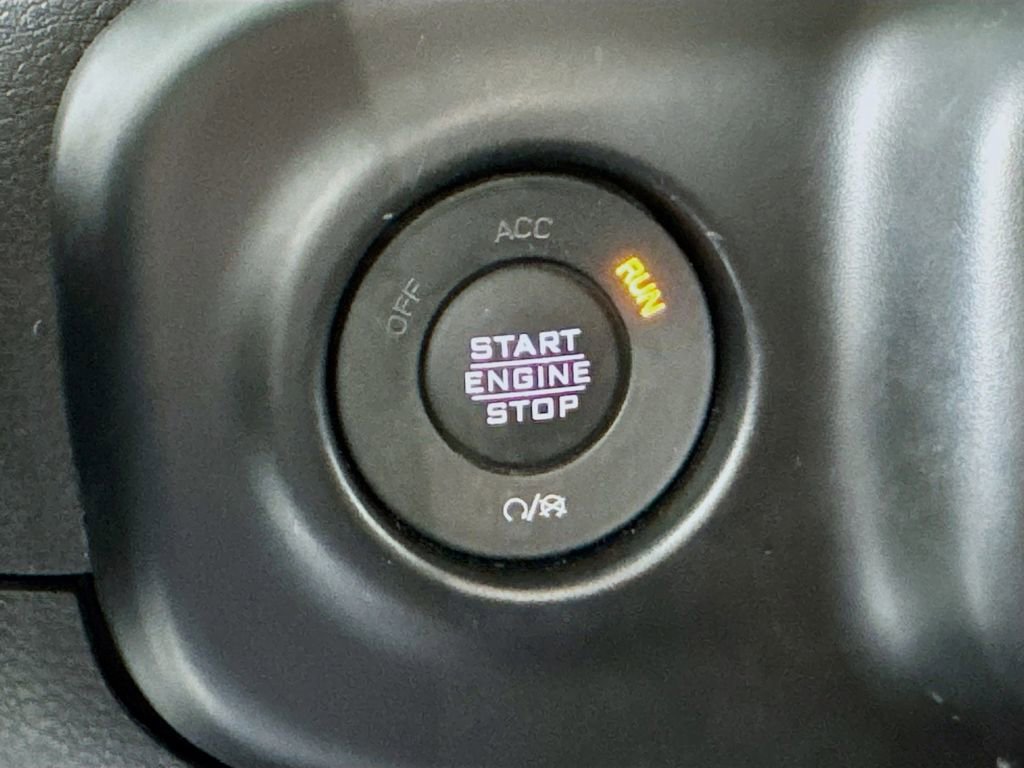 ACC
OFF
RUN
START
ENGINE
STOP